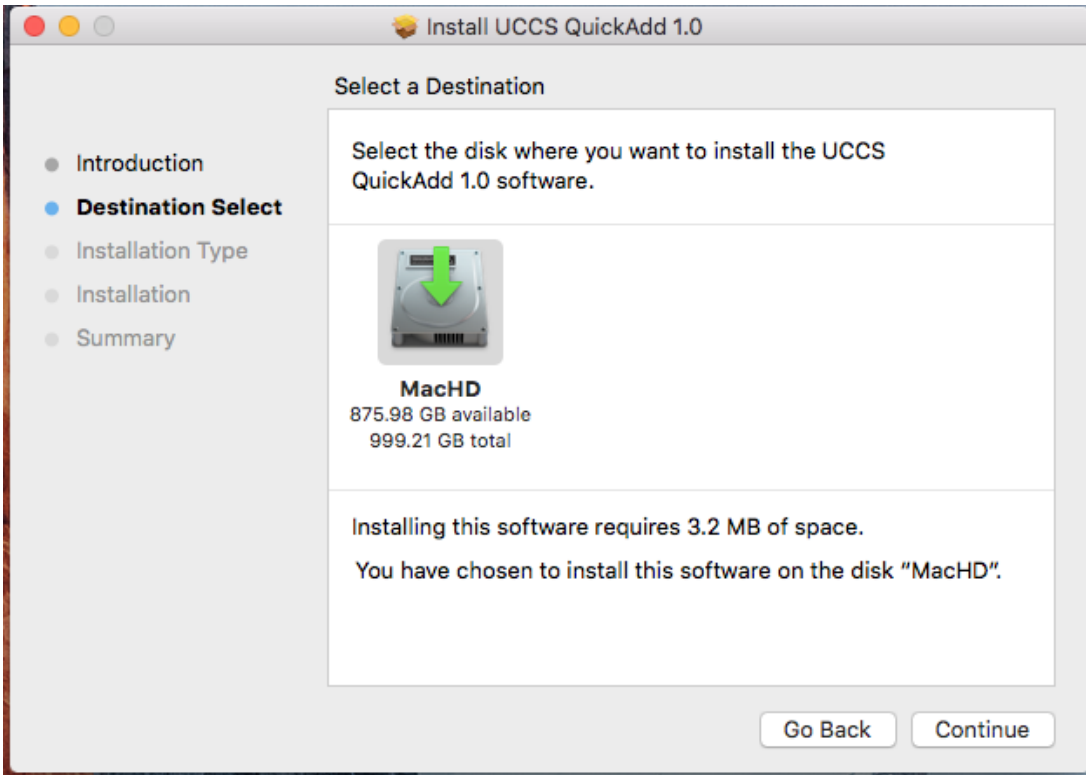 Install UCCS QuickAdd 1.0
Select a Destination
Introduction
Destination Select
Installation Type
Installation
Summary
Select the disk where you want to install the UCCS
QuickAdd 1.0 software.
MacHD
875.98 GB available
999.21 GB total
Installing this software requires 3.2 MB of space.
You have chosen to install this software on the disk “MacHD”.
Go Back
Continue